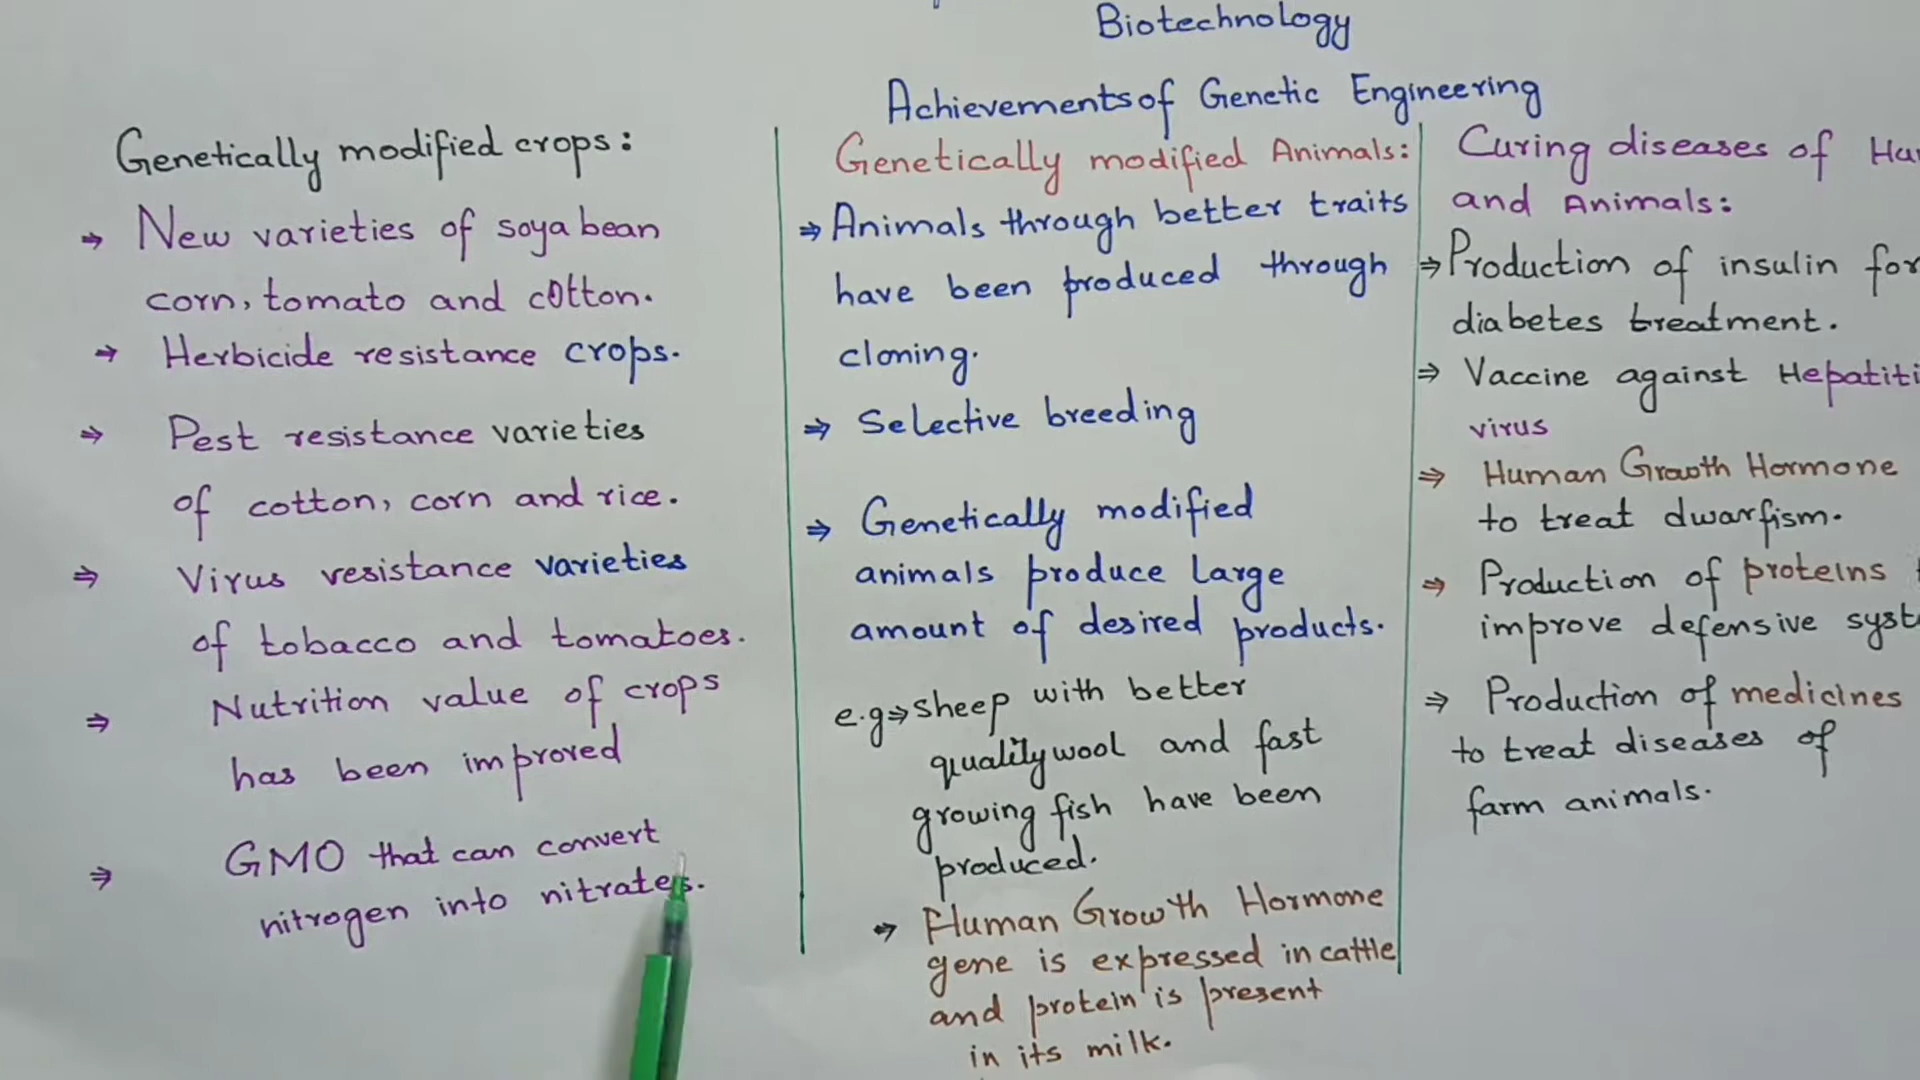 Biotechnology
Achievements of Genetic Engineering
Genetically modified crops:
⇒ New varieties of soya bean
corn, tomato and cotton.
⇒ Herbicide resistance crops.
⇒ Pest resistance varieties
of cotton, corn and rice.
⇒ Virus resistance varieties
of tobacco and tomatoes.
⇒ Nutrition value of crops
has been improved
⇒ GMO that can convert
nitrogen into nitrates.
Genetically modified Animals:
⇒ Animals through better traits
have been produced through
cloning.
⇒ Selective breeding
⇒ Genetically modified
animals produce large
amount of desired products.
e.g ⇒ sheep with better
quality wool and fast
growing fish have been
produced.
⇒ Human Growth Hormone
gene is expressed in cattle
and protein is present
in its milk.
Curing diseases of
and Animals:
⇒ Production of insulin for
diabetes treatment.
⇒ Vaccine against
virus
⇒ Human Growth Hormone
to treat dwarfism.
⇒ Production of proteins
improve defensive
⇒ Production of medicines
to treat diseases of
farm animals.